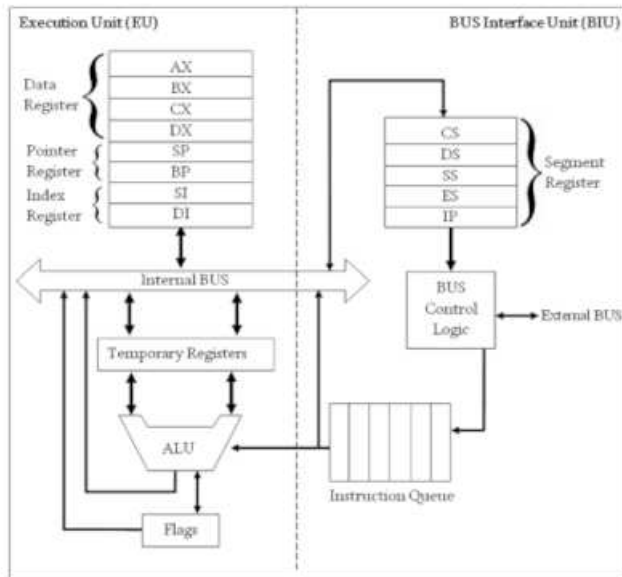 Execution Unit (EU)
BUS Interface Unit (BIU)
Data
Register
AX
BX
CX
DX
Pointer
Register
SP
BP
Index
Register
SI
DI
CS
DS
SS
ES
IP
Segment
Register
Internal BUS
BUS
Control
Logic
External BUS
Temporary Registers
ALU
Instruction Queue
Flags